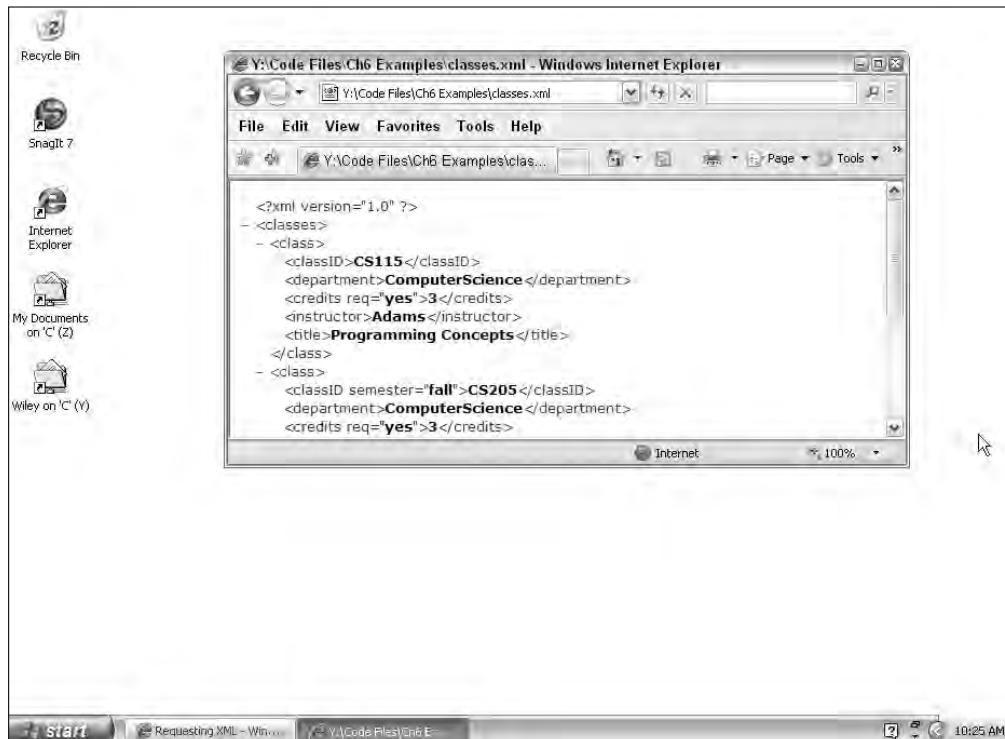 Recycle Bin
SnagIt 7
Internet
Explorer
My Documents
on 'C' (Z)
Wiley on 'C' (Y)
Y:\Code Files\Ch6 Examples\classes.xml - Windows Internet Explorer
Y:\Code Files\Ch6 Examples\classes.xml
File Edit View Favorites Tools Help
Y:\Code Files\Ch6 Examples\clas...
Page Tools
<?xml version="1.0" ?>
- <classes>
- <class>
<classID>CS115</classID>
<department>ComputerScience</department>
<credits req="yes">3</credits>
<instructor>Adams</instructor>
<title>Programming Concepts</title>
</class>
- <class>
<classID semester="fall">CS205</classID>
<department>ComputerScience</department>
<credits req="yes">3</credits>
Internet 100%
start
Requesting XML - Win...
Y:\Code Files\Ch6 E...
10:25 AM